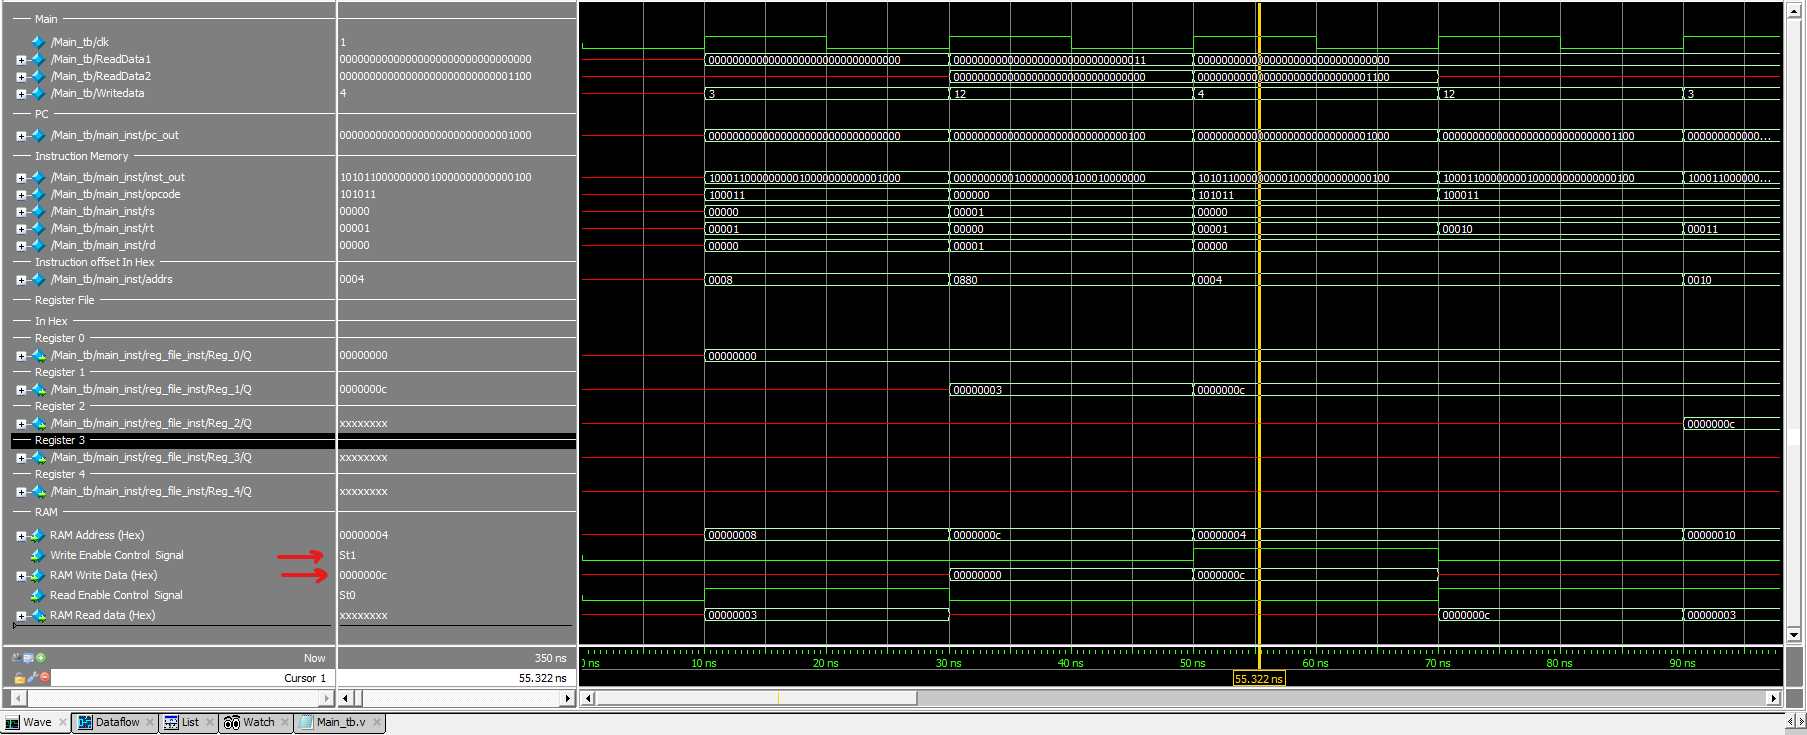 Main
/Main_tb/clk 1
/Main_tb/ReadData1 00000000000000000000000000000000 00000000000000000000000000000000 00000000000000000000000000000011 00000000000000000000000000000000
/Main_tb/ReadData2 00000000000000000000000000001100 00000000000000000000000000000000 00000000000000000000000000001100
/Main_tb/Writedata 4 3 12 4 12 3
PC
/Main_tb/main_inst/pc_out 00000000000000000000000000001000 00000000000000000000000000000000 00000000000000000000000000000100 00000000000000000000000000001000 00000000000000000000000000001100 000000000000...
Instruction Memory
/Main_tb/main_inst/inst_out 10101100000000010000000000000100 10001100000000010000000000001000 00000000001000000000100010000000 10101100000000010000000000000100 10001100000000100000000000000100 100011000000...
/Main_tb/main_inst/opcode 101011 100011 000000 101011 100011
/Main_tb/main_inst/rs 00000 00000 00001 00000
/Main_tb/main_inst/rt 00001 00001 00000 00001 00010 00011
/Main_tb/main_inst/rd 00000 00000 00001 00000
Instruction offset In Hex
/Main_tb/main_inst/addrs 0004 0008 0880 0004 0010
Register File
In Hex
Register 0
/Main_tb/main_inst/reg_file_inst/Reg_0/Q 00000000 00000000
Register 1
/Main_tb/main_inst/reg_file_inst/Reg_1/Q 0000000c 00000003 0000000c
Register 2
/Main_tb/main_inst/reg_file_inst/Reg_2/Q xxxxxxxx 0000000c
Register 3
/Main_tb/main_inst/reg_file_inst/Reg_3/Q xxxxxxxx
Register 4
/Main_tb/main_inst/reg_file_inst/Reg_4/Q xxxxxxxx
RAM
RAM Address (Hex) 00000004 00000008 0000000c 00000004 00000010
Write Enable Control Signal St1
RAM Write Data (Hex) 0000000c 00000000 0000000c
Read Enable Control Signal St0
RAM Read data (Hex) xxxxxxxx 00000003 0000000c 00000003
Now 350 ns 0 ns 10 ns 20 ns 30 ns 40 ns 50 ns 60 ns 70 ns 80 ns 90 ns
Cursor 1 55.322 ns 55.322 ns
Wave Dataflow List Watch Main_tb.v